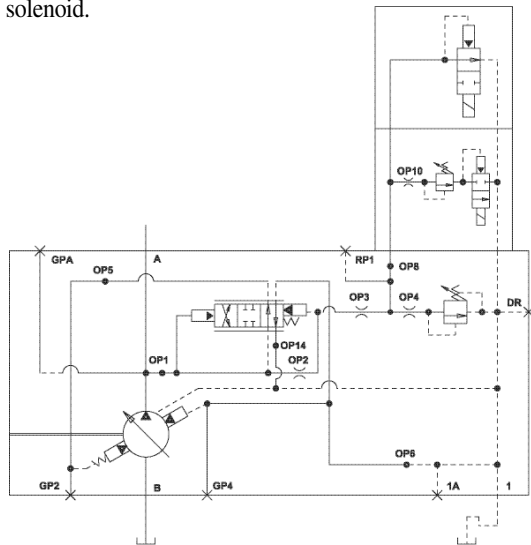 solenoid.
OP10
GPA
A
RP1
OP5
OP8
OP3
OP4
DR
OP14
OP1
OP2
OP6
GP2
B
GP4
1A
1